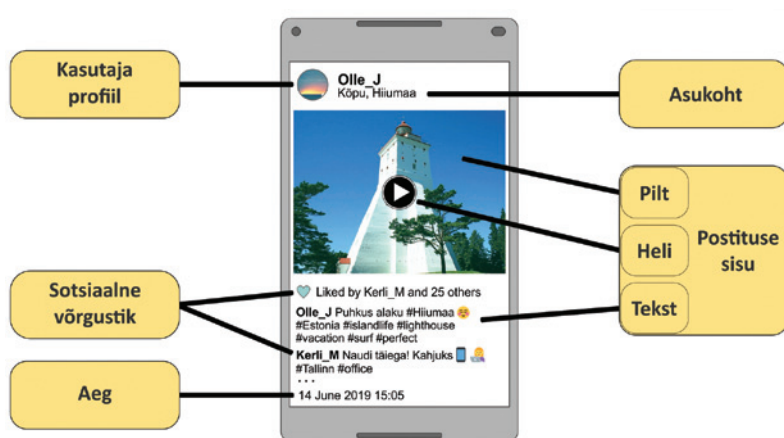 Kasutaja
profiil
Olle_J
Kõpu, Hiiumaa
Asukoht
Pilt
Heli
Tekst
Postituse
sisu
Sotsiaalne
võrgustik
Liked by Kerli_M and 25 others
Olle_J Puhkus alaku #Hiiumaa ☺️
#Estonia #islandlife #lighthouse
#vacation #surf #perfect
Kerli_M Naudi täiega! Kahjuks 📱 👩‍💼
#Tallinn #office
...
Aeg
14 June 2019 15:05